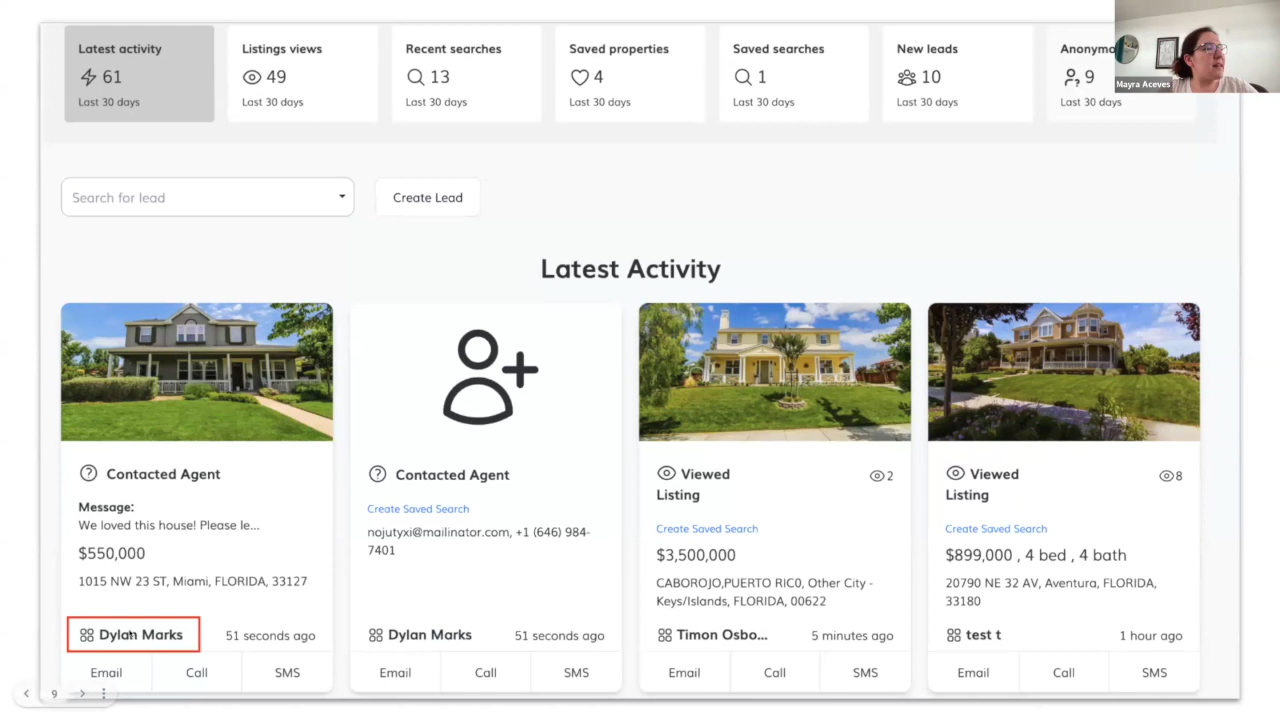 Latest activity
61
Last 30 days
Listings views
49
Last 30 days
Recent searches
13
Last 30 days
Saved properties
4
Last 30 days
Saved searches
1
Last 30 days
New leads
10
Last 30 days
Anonymo
9
Last 30 days
Mayra Aceves
Search for lead
Create Lead
Latest Activity
Contacted Agent
Message:
We loved this house! Please le...
$550,000
1015 NW 23 ST, Miami, FLORIDA, 33127
Dylan Marks
51 seconds ago
Email Call SMS
Contacted Agent
Create Saved Search
nojutyxi@mailinator.com, +1 (646) 984-
7401
Dylan Marks
51 seconds ago
Email Call SMS
Viewed
Listing
2
Create Saved Search
$3,500,000
CABOROJO,PUERTO RICO, Other City -
Keys/Islands, FLORIDA, 00622
Timon Osbo...
5 minutes ago
Email Call SMS
Viewed
Listing
8
Create Saved Search
$899,000 , 4 bed , 4 bath
20790 NE 32 AV, Aventura, FLORIDA,
33180
test t
1 hour ago
Email Call SMS
9